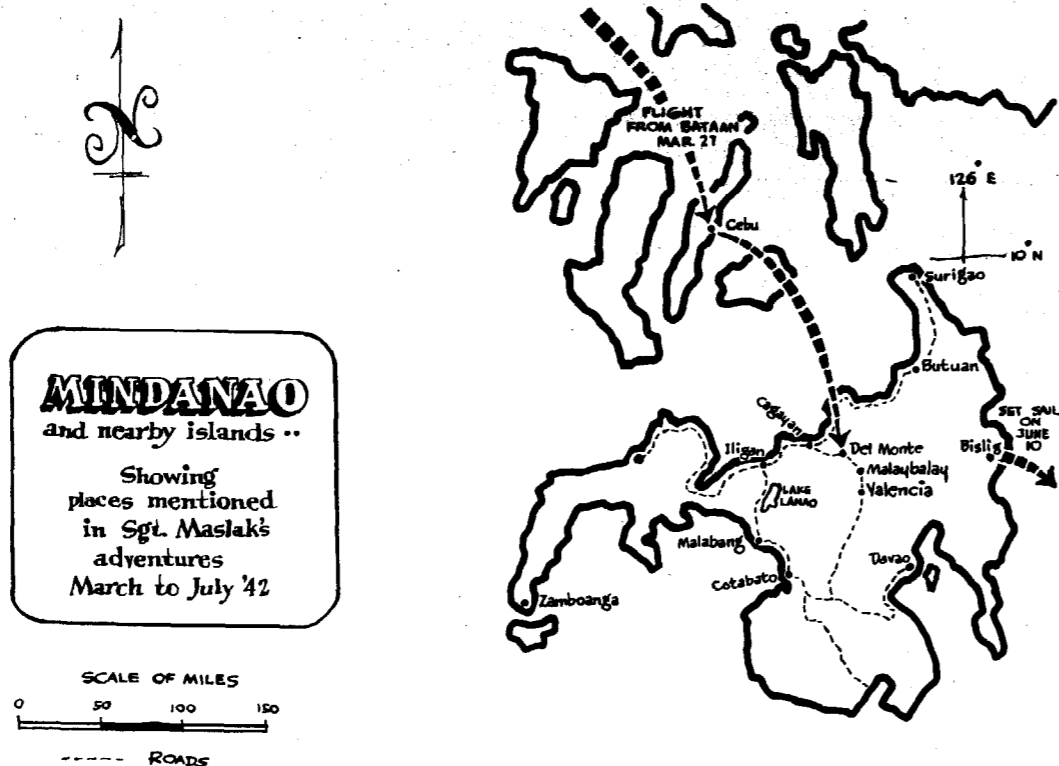 N
FLIGHT
FROM BATAAN
MAR. 27
Cebu
126° E
10° N
Surigao
Butuan
SET SAIL
ON
JUNE
10
Bislig
Cagayan
Iligan
Del Monte
Malaybalay
Valencia
LAKE
LANAO
Malabang
Davao
Cotabato
Zamboanga
MINDANAO
and nearby islands ..
Showing
places mentioned
in Sgt. Maslak's
adventures
March to July '42
SCALE OF MILES
0 50 100 150
ROADS